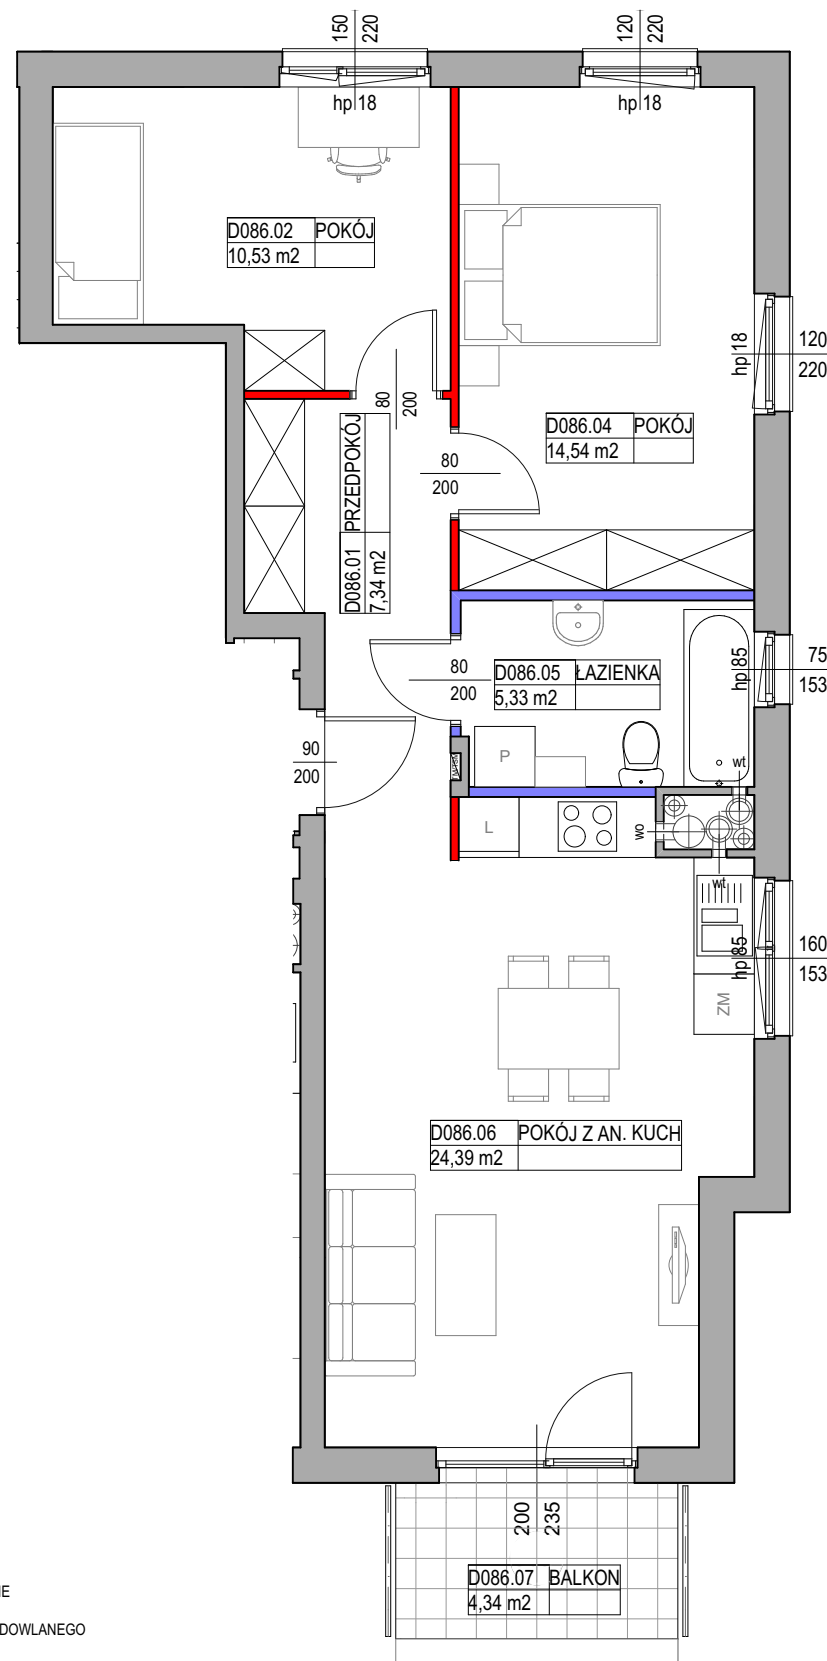 150
220
120
220
hp 18
hp 18
D086.02 POKÓJ
10,53 m2
120
220
hp 18
80
200
D086.04 POKÓJ
14,54 m2
80
200
D086.01 PRZEDPOKÓJ
7,34 m2
75
153
hp 85
80
200
D086.05 ŁAZIENKA
5,33 m2
90
200
P
wt
L
wo
wt
160
153
hp 85
ZM
D086.06 POKÓJ Z AN. KUCH
24,39 m2
200
235
D086.07 BALKON
4,34 m2
IE
DOWLANEGO